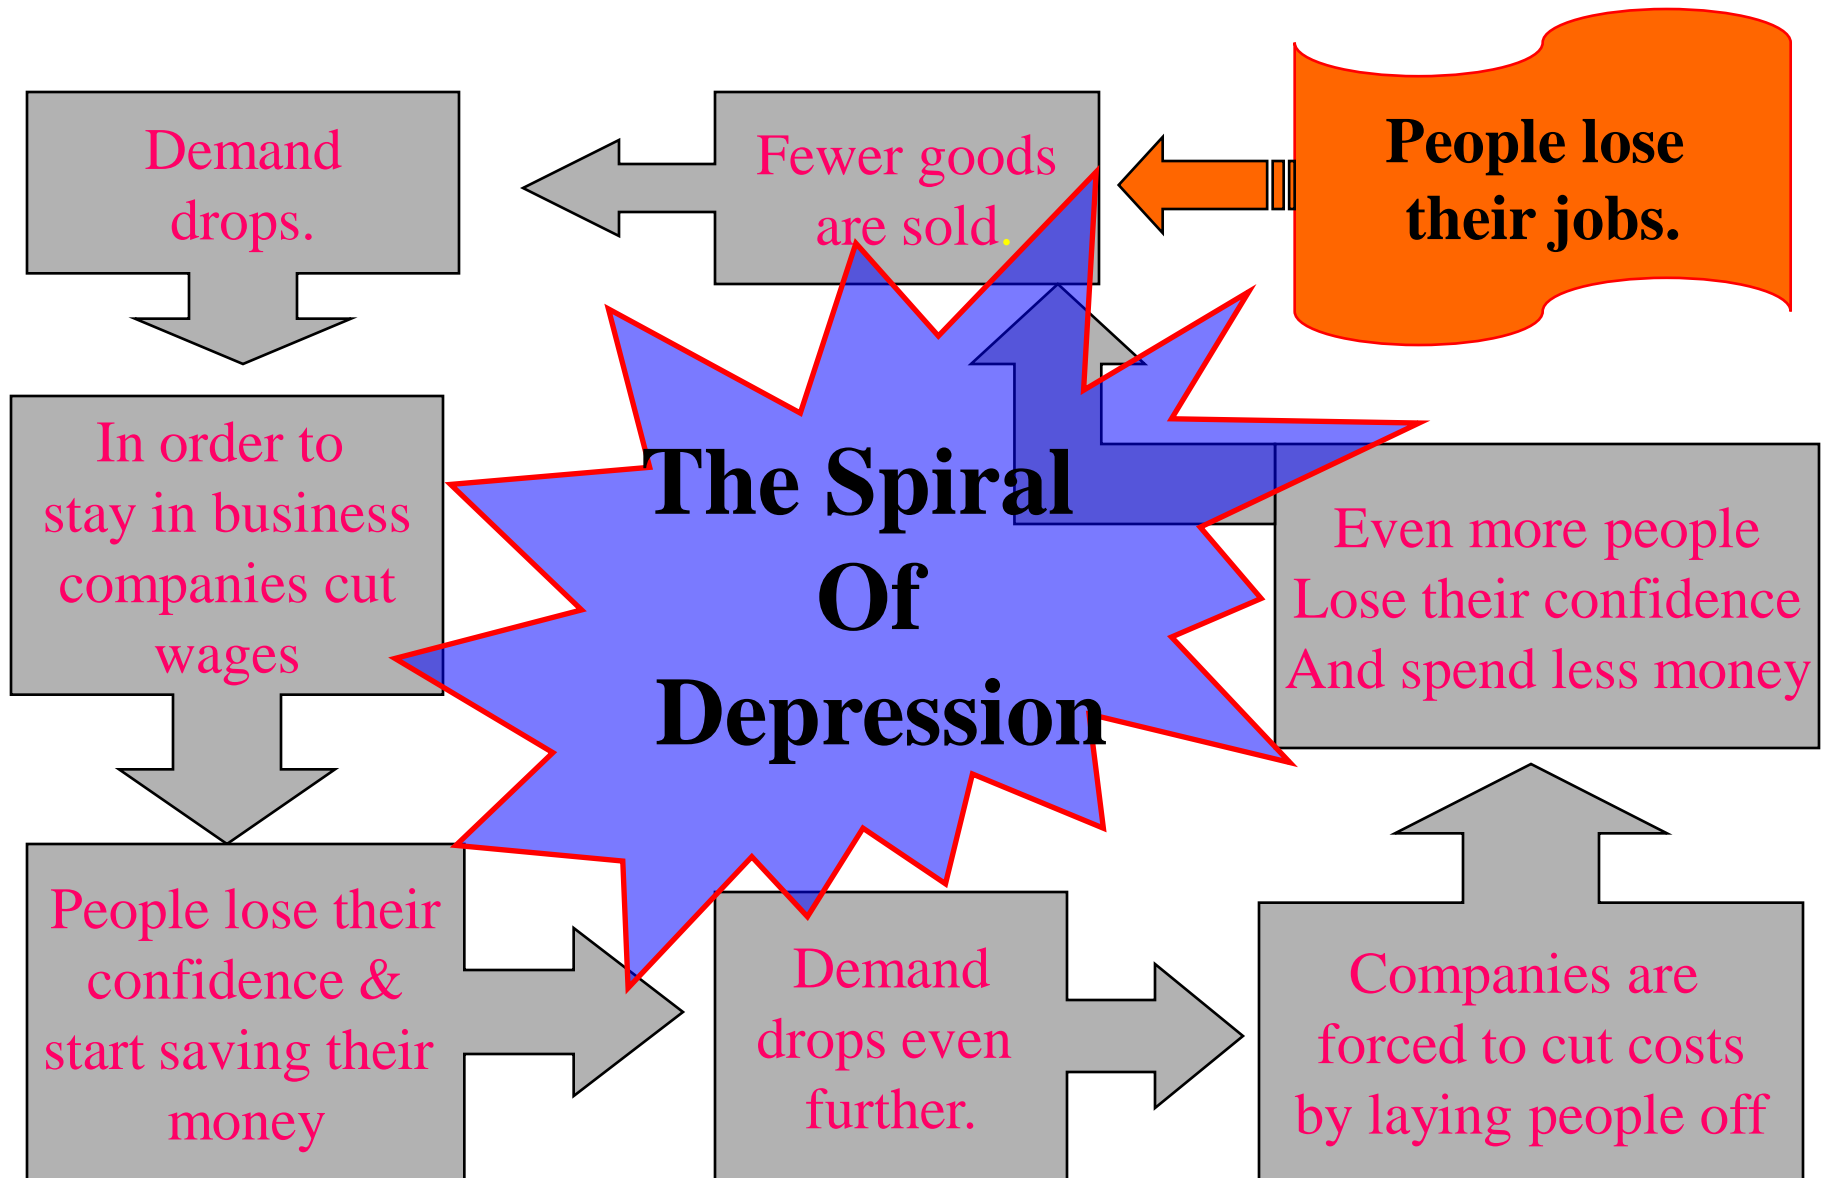 People lose
their jobs.
Fewer goods
are sold.
Demand
drops.
In order to
stay in business
companies cut
wages
People lose their
confidence &
start saving their
money
Demand
drops even
further.
Companies are
forced to cut costs
by laying people off
Even more people
Lose their confidence
And spend less money
The Spiral
Of
Depression